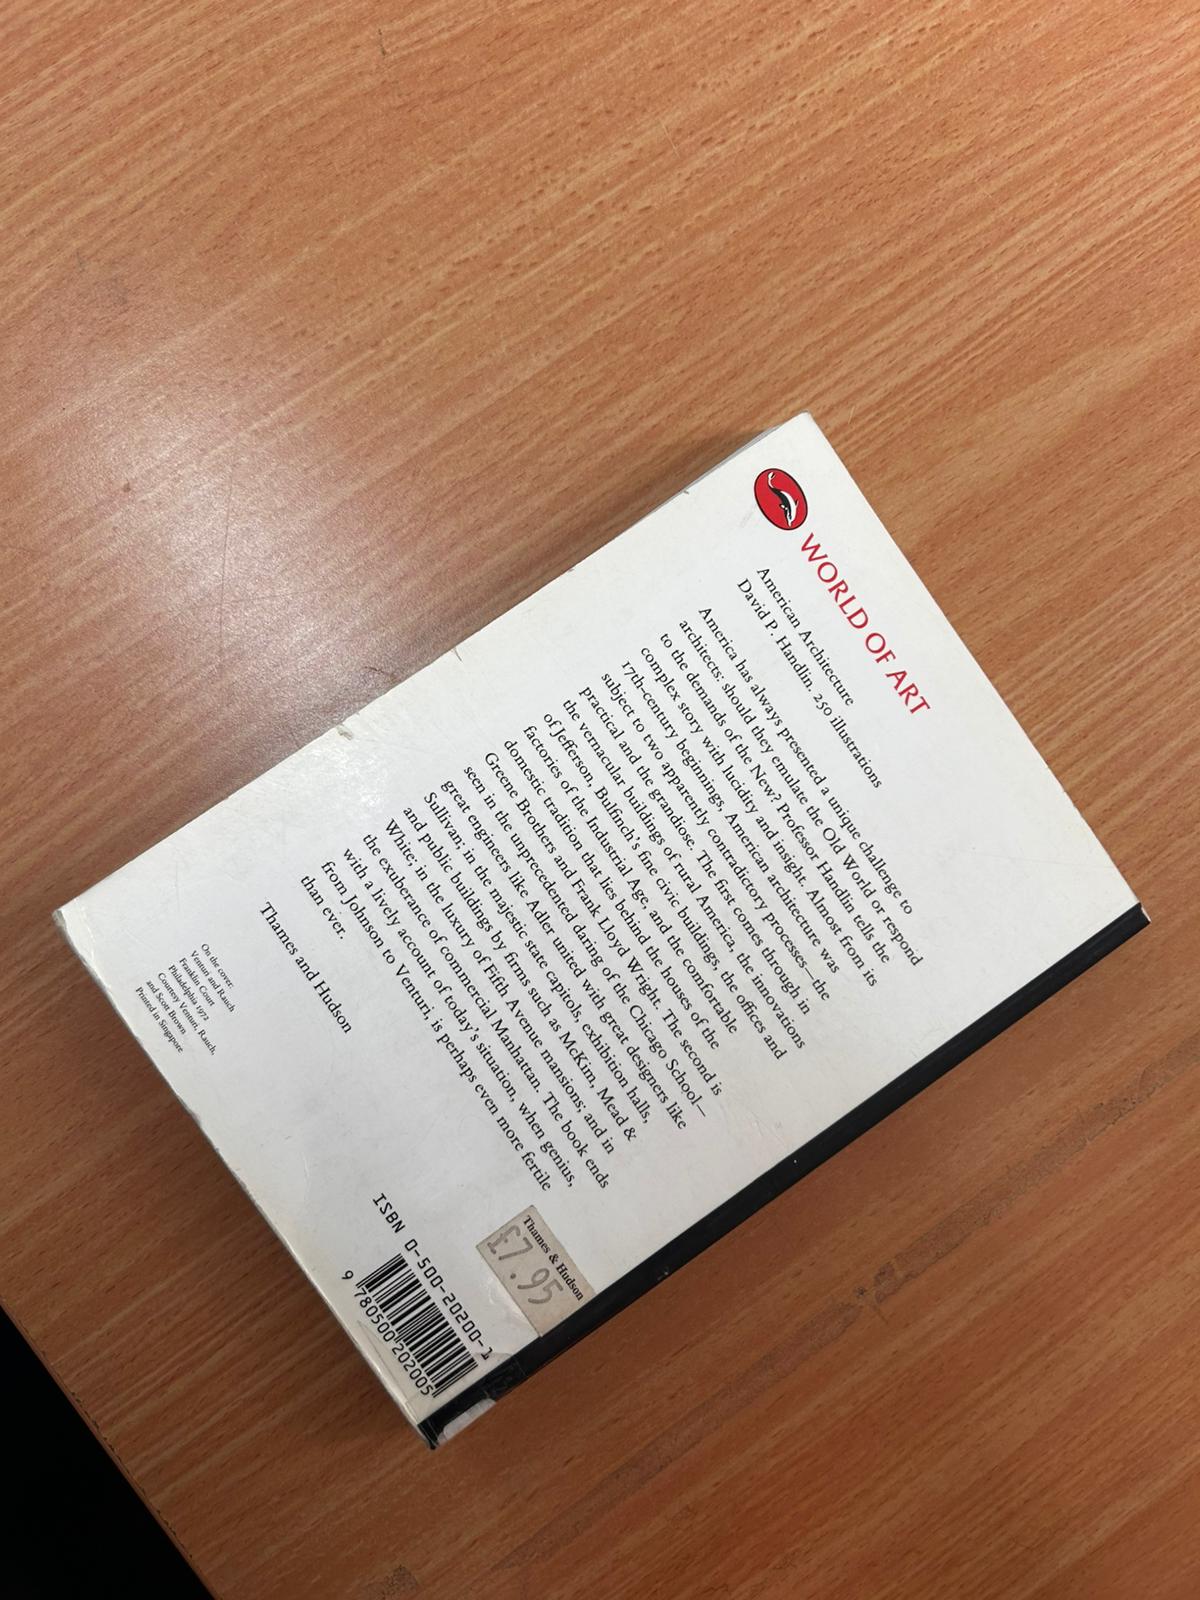 WORLD OF ART
American Architecture
David P. Handlin. 250 illustrations
America has always presented a unique challenge to
architects: should they emulate the Old World or respond
to the demands of the New? Professor Handlin tells the
complex story with lucidity and insight. Almost from its
17th-century beginnings, American architecture was
subject to two apparently contradictory processes—the
practical and the grandiose. The first comes through in
the vernacular buildings of rural America, the innovations
of Jefferson, Bulfinch's fine civic buildings, the offices and
factories of the Industrial Age, and the comfortable
domestic tradition that lies behind the houses of the
Greene Brothers and Frank Lloyd Wright. The second is
seen in the unprecedented daring of the Chicago School—
great engineers like Adler united with great designers like
Sullivan; in the majestic state capitols, exhibition halls,
and public buildings by firms such as McKim, Mead &
White; in the luxury of Fifth Avenue mansions; and in
the exuberance of commercial Manhattan. The book ends
with a lively account of today's situation, when genius,
from Johnson to Venturi, is perhaps even more fertile
than ever.
Thames and Hudson
On the cover:
Venturi and Rauch
Franklin Court
Philadelphia 1972
Courtesy Venturi, Rauch,
and Scott Brown
Printed in Singapore
Thames & Hudson
£7.95
ISBN 0-500-20200-1
9 780500 202005